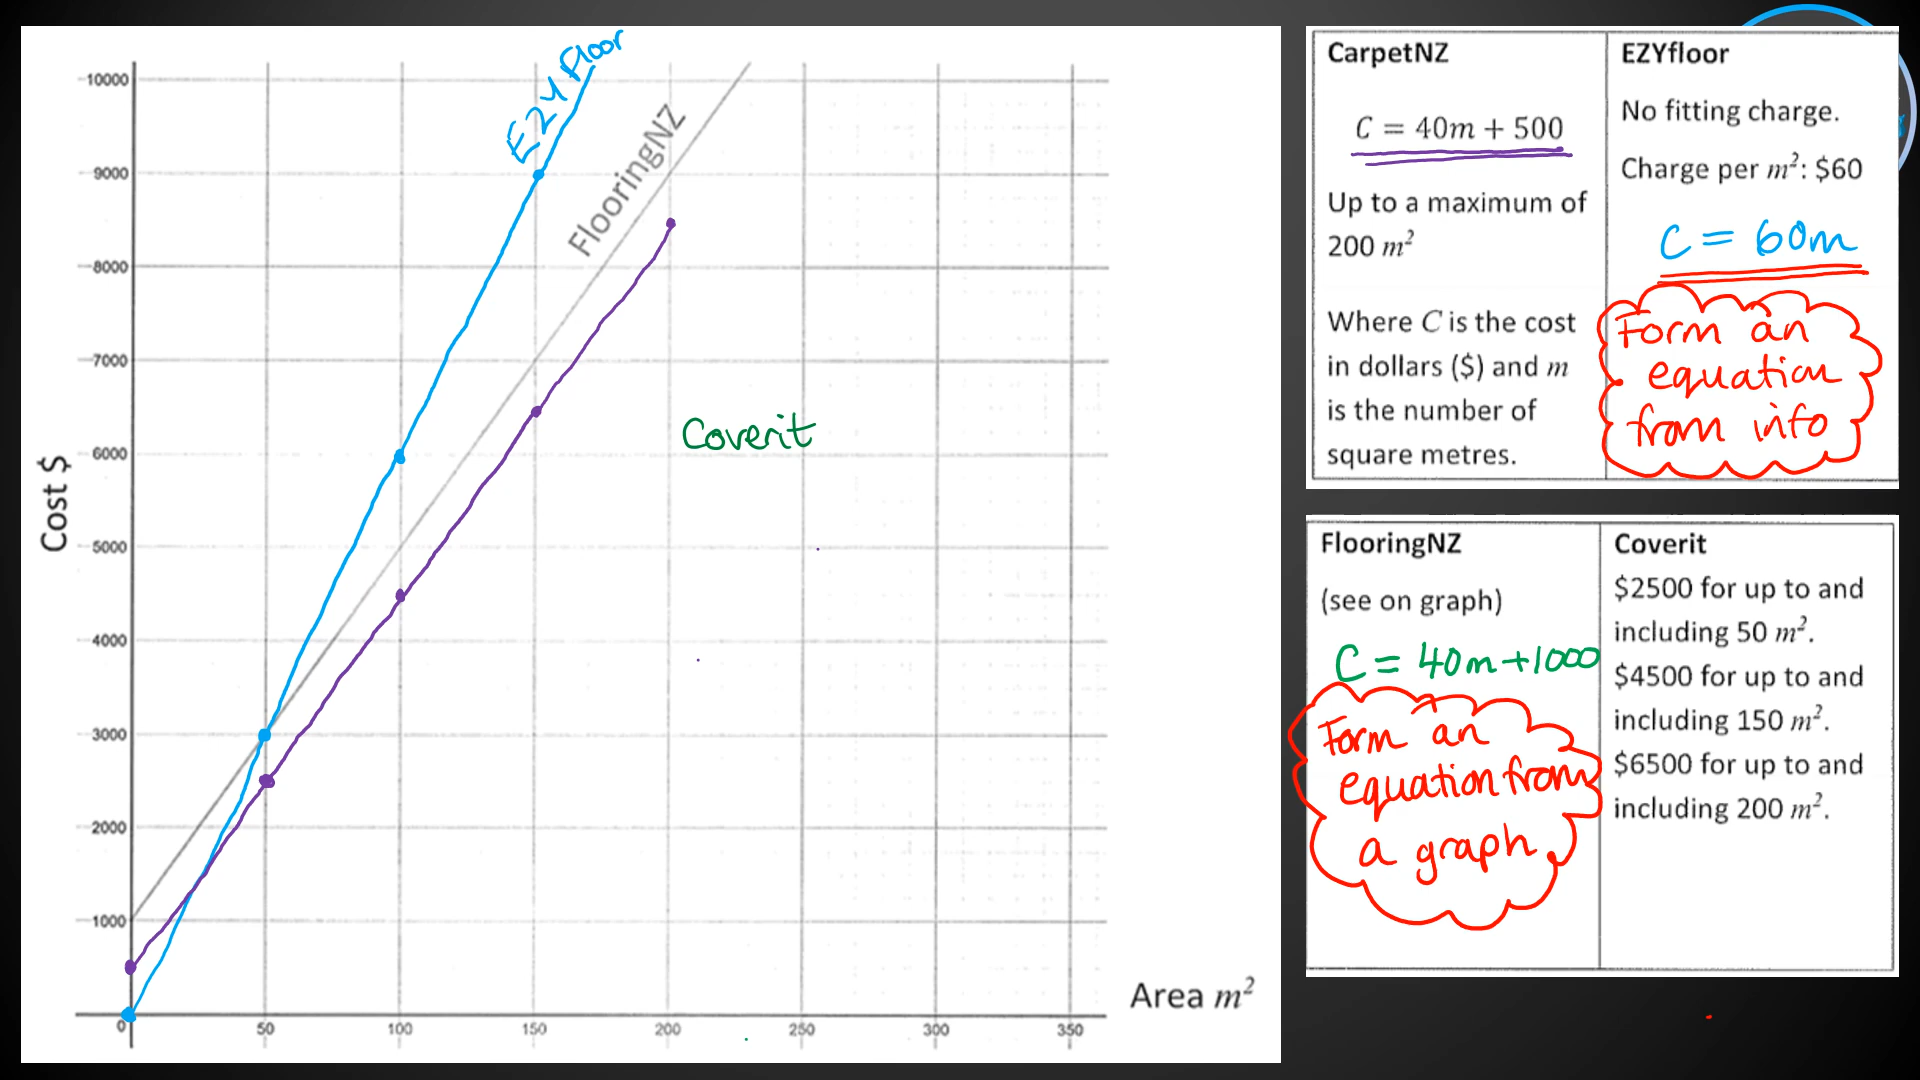 EZY Floor
FlooringNZ
Coverit
Cost $
10000
9000
8000
7000
6000
5000
4000
3000
2000
1000
0
50
100
150
200
250
300
350
Area m²
CarpetNZ
C = 40m + 500
Up to a maximum of
200 m²
Where C is the cost
in dollars ($) and m
is the number of
square metres.
EZYfloor
No fitting charge.
Charge per m²: $60
C = 60m
Form an
equation
from info
FlooringNZ
(see on graph)
C = 40m+1000
Form an
equation from
a graph
Coverit
$2500 for up to and
including 50 m².
$4500 for up to and
including 150 m².
$6500 for up to and
including 200 m².